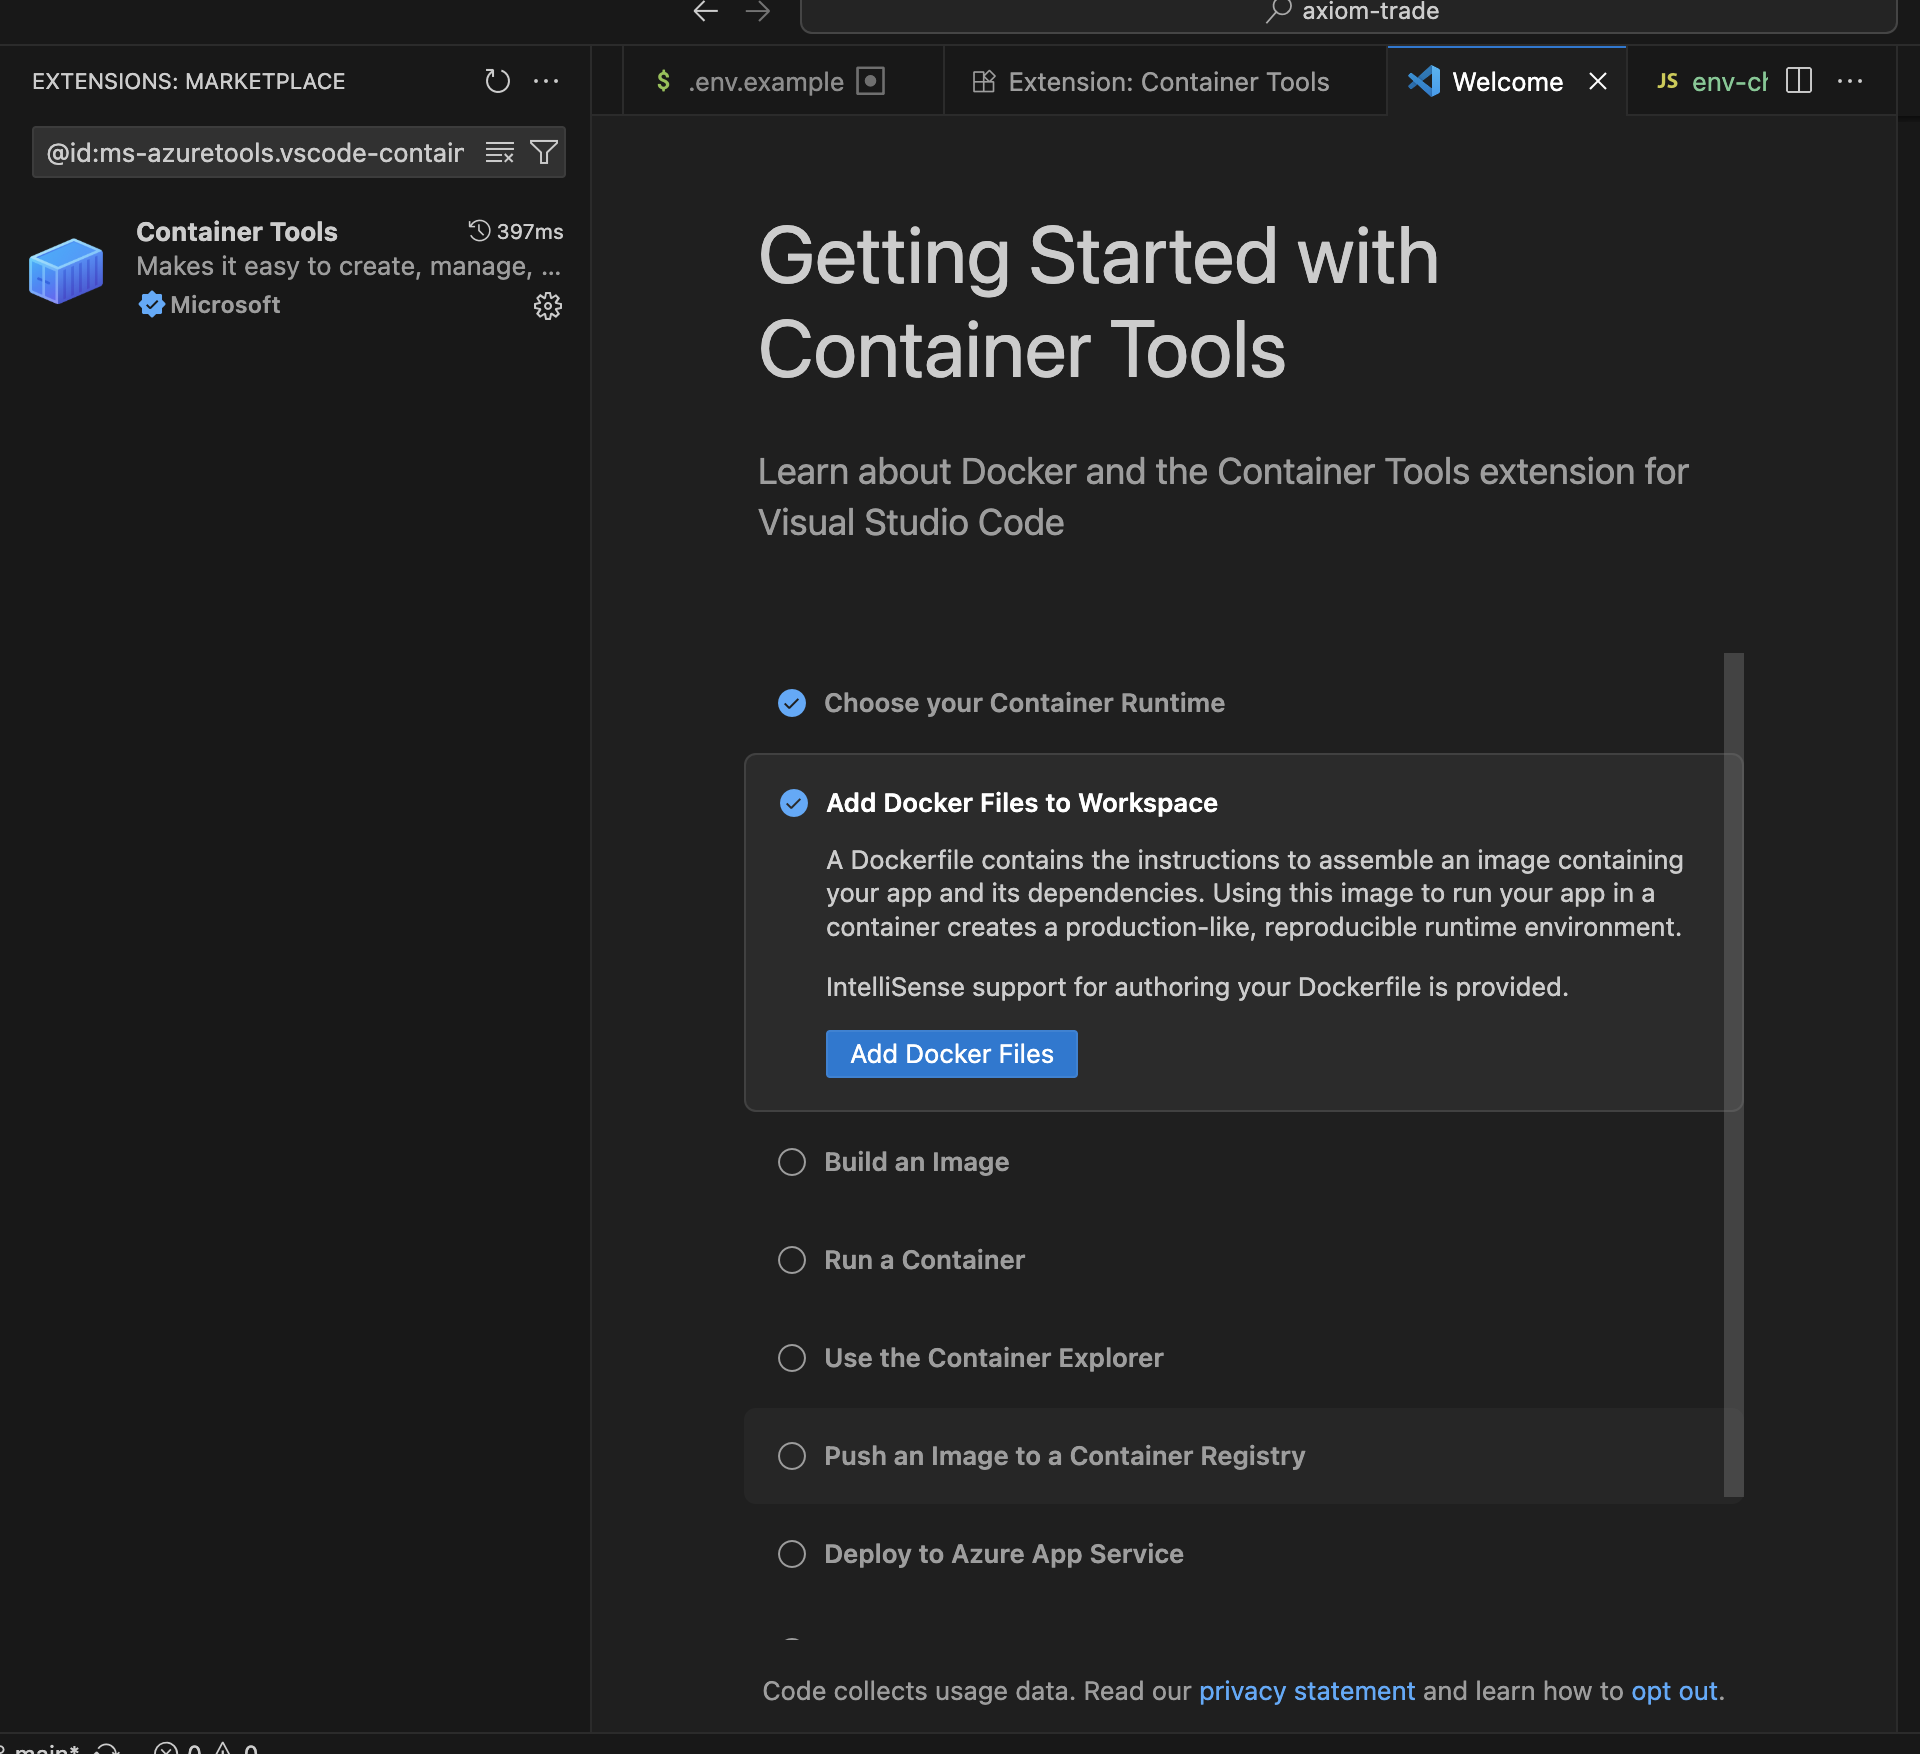 axiom-trade
EXTENSIONS: MARKETPLACE
$ .env.example
Extension: Container Tools
Welcome
JS env-ch
@id:ms-azuretools.vscode-contain
Container Tools
397ms
Makes it easy to create, manage, ...
Microsoft
Getting Started with
Container Tools
Learn about Docker and the Container Tools extension for
Visual Studio Code
Choose your Container Runtime
Add Docker Files to Workspace
A Dockerfile contains the instructions to assemble an image containing
your app and its dependencies. Using this image to run your app in a
container creates a production-like, reproducible runtime environment.
IntelliSense support for authoring your Dockerfile is provided.
Add Docker Files
Build an Image
Run a Container
Use the Container Explorer
Push an Image to a Container Registry
Deploy to Azure App Service
Code collects usage data. Read our privacy statement and learn how to opt out.
main* 0 0